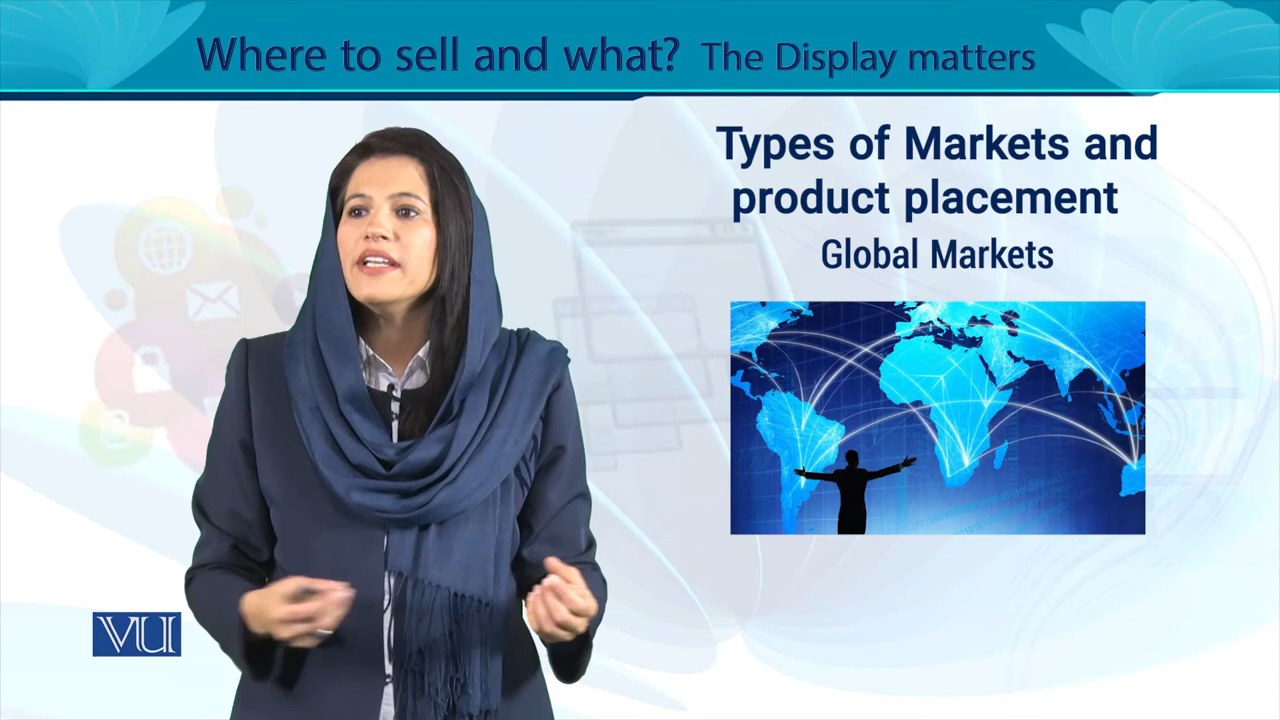 Where to sell and what? The Display matters
Types of Markets and
product placement
Global Markets
VU